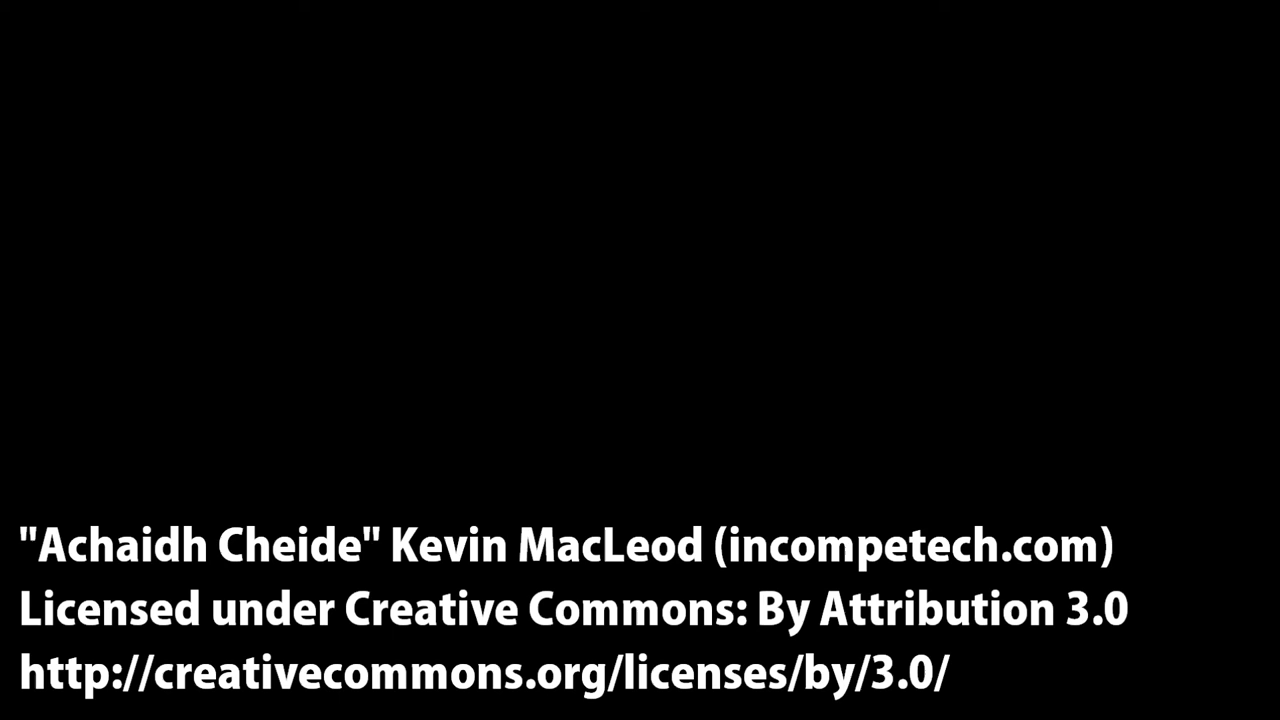 "Achaidh Cheide" Kevin MacLeod (incompetech.com)
Licensed under Creative Commons: By Attribution 3.0
http://creativecommons.org/licenses/by/3.0/